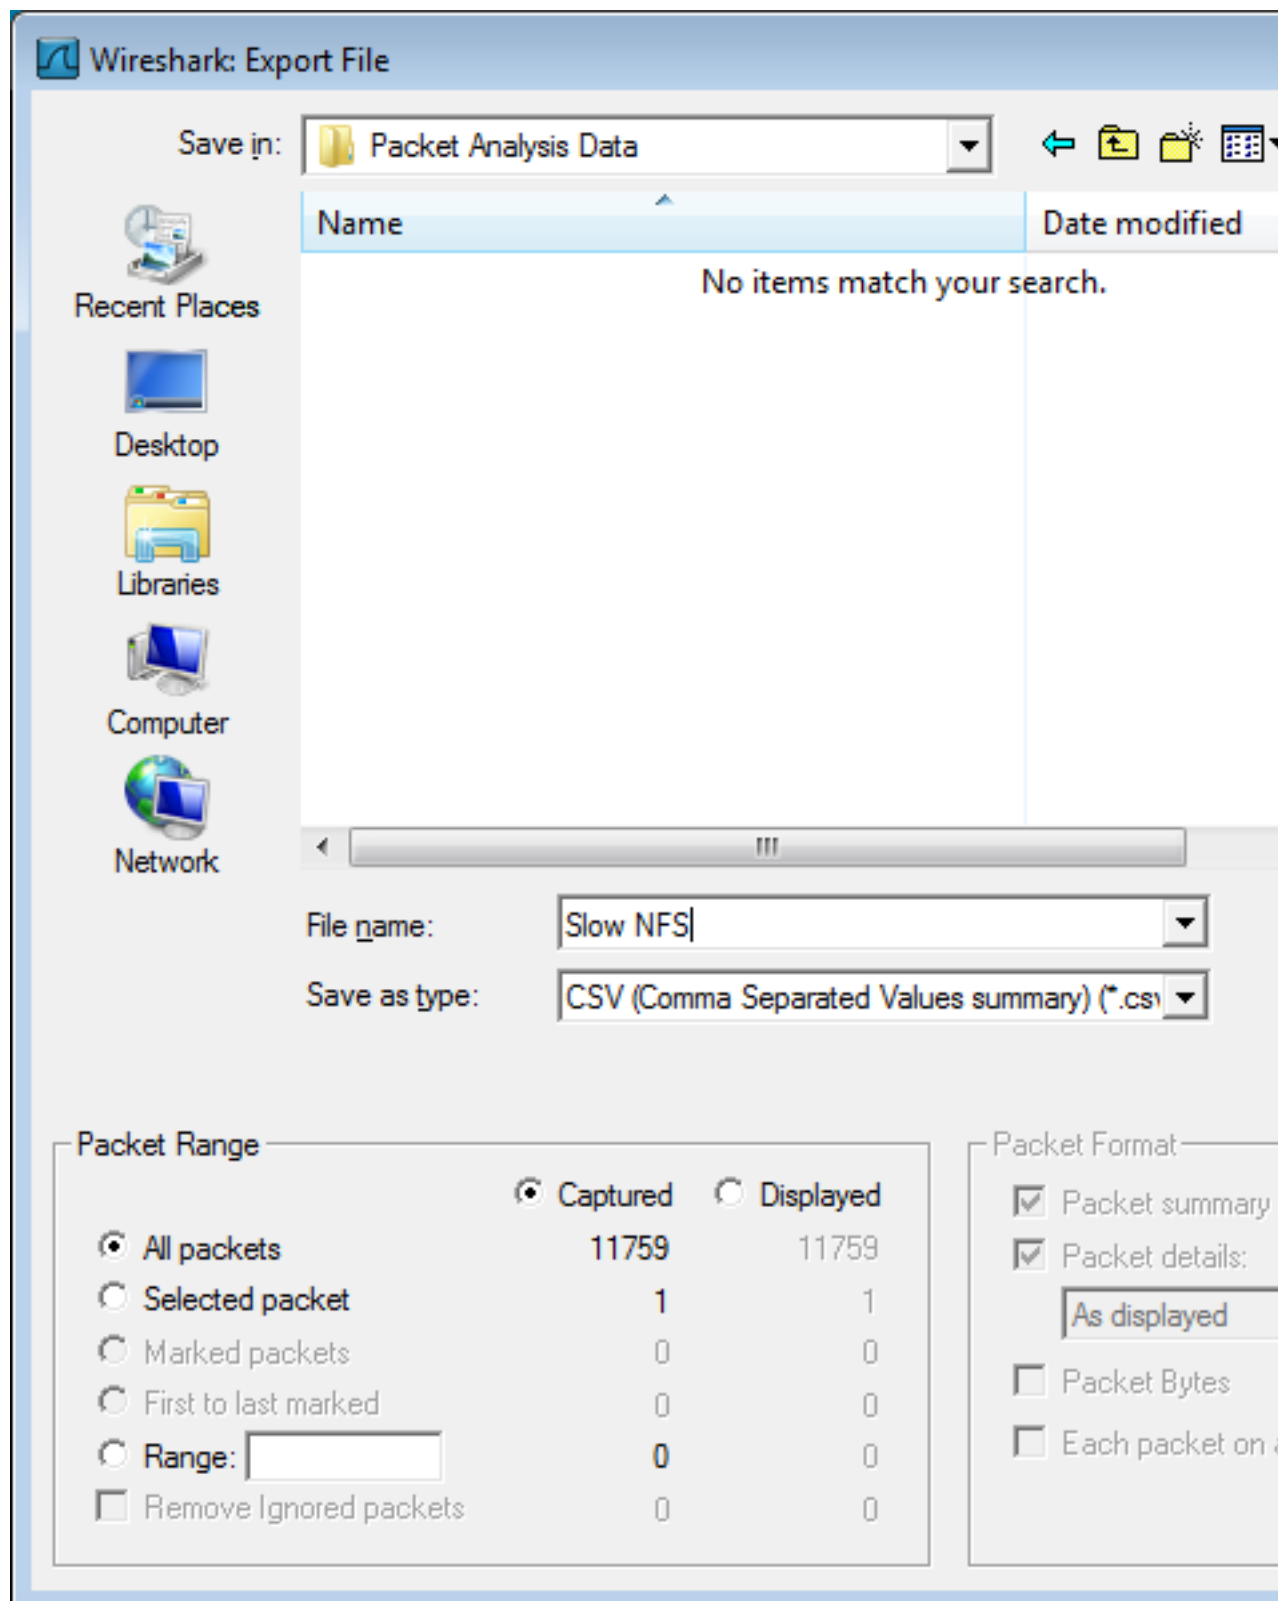 Wireshark: Export File
Save in: Packet Analysis Data
Name Date modified
No items match your search.
Recent Places
Desktop
Libraries
Computer
Network
File name: Slow NFS
Save as type: CSV (Comma Separated Values summary) (*.csv
Packet Range
Captured Displayed
All packets 11759 11759
Selected packet 1 1
Marked packets 0 0
First to last marked 0 0
Range: 0 0
Remove Ignored packets 0 0
Packet Format
Packet summary
Packet details:
As displayed
Packet Bytes
Each packet on a